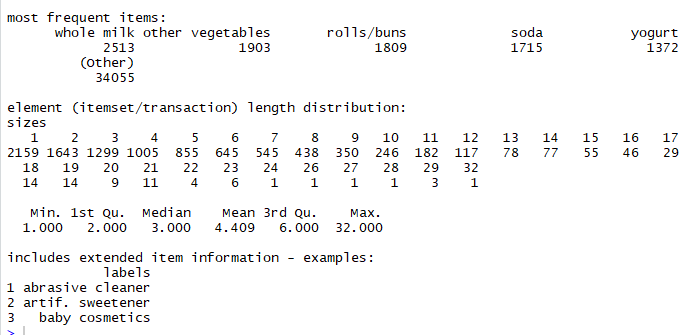 most frequent items:
whole milk other vegetables rolls/buns soda yogurt
2513 1903 1809 1715 1372
(Other)
34055
element (itemset/transaction) length distribution:
sizes
1 2 3 4 5 6 7 8 9 10 11 12 13 14 15 16 17
2159 1643 1299 1005 855 645 545 438 350 246 182 117 78 77 55 46 29
18 19 20 21 22 23 24 26 27 28 29 32
14 14 9 11 4 6 1 1 1 1 3 1
Min. 1st Qu. Median Mean 3rd Qu. Max.
1.000 2.000 3.000 4.409 6.000 32.000
includes extended item information - examples:
labels
1 abrasive cleaner
2 artif. sweetener
3 baby cosmetics
>